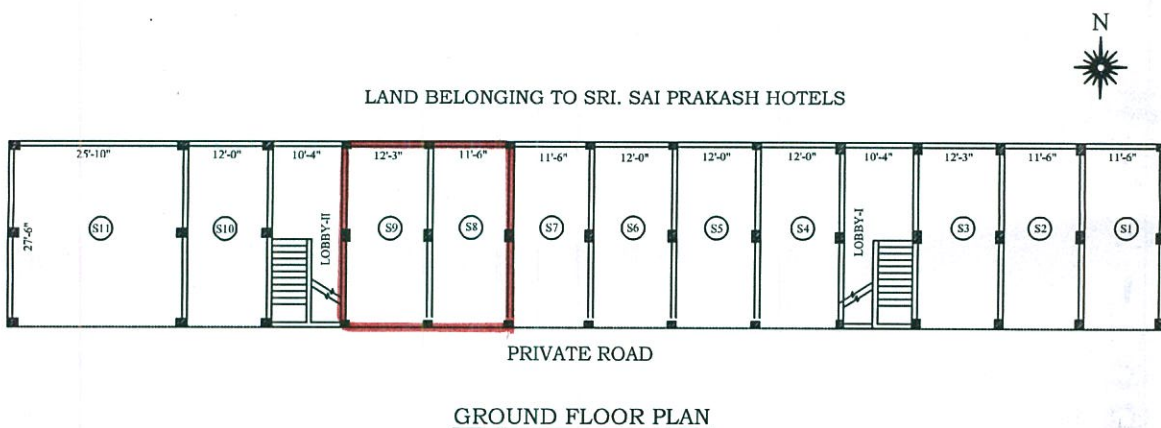 N
LAND BELONGING TO SRI. SAI PRAKASH HOTELS
25'-10" 12'-0" 10'-4" 12'-3" 11'-6" 11'-6" 12'-0" 12'-0" 12'-0" 10'-4" 12'-3" 11'-6" 11'-6"
27'-6" S11 S10 LOBBY-II S9 S8 S7 S6 S5 S4 LOBBY-I S3 S2 S1
PRIVATE ROAD
GROUND FLOOR PLAN